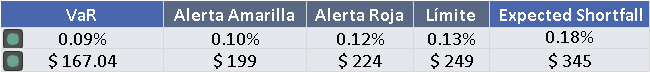 VaR Alerta Amarilla Alerta Roja Límite Expected Shortfall
0.09% 0.10% 0.12% 0.13% 0.18%
$ 167.04 $ 199 $ 224 $ 249 $ 345